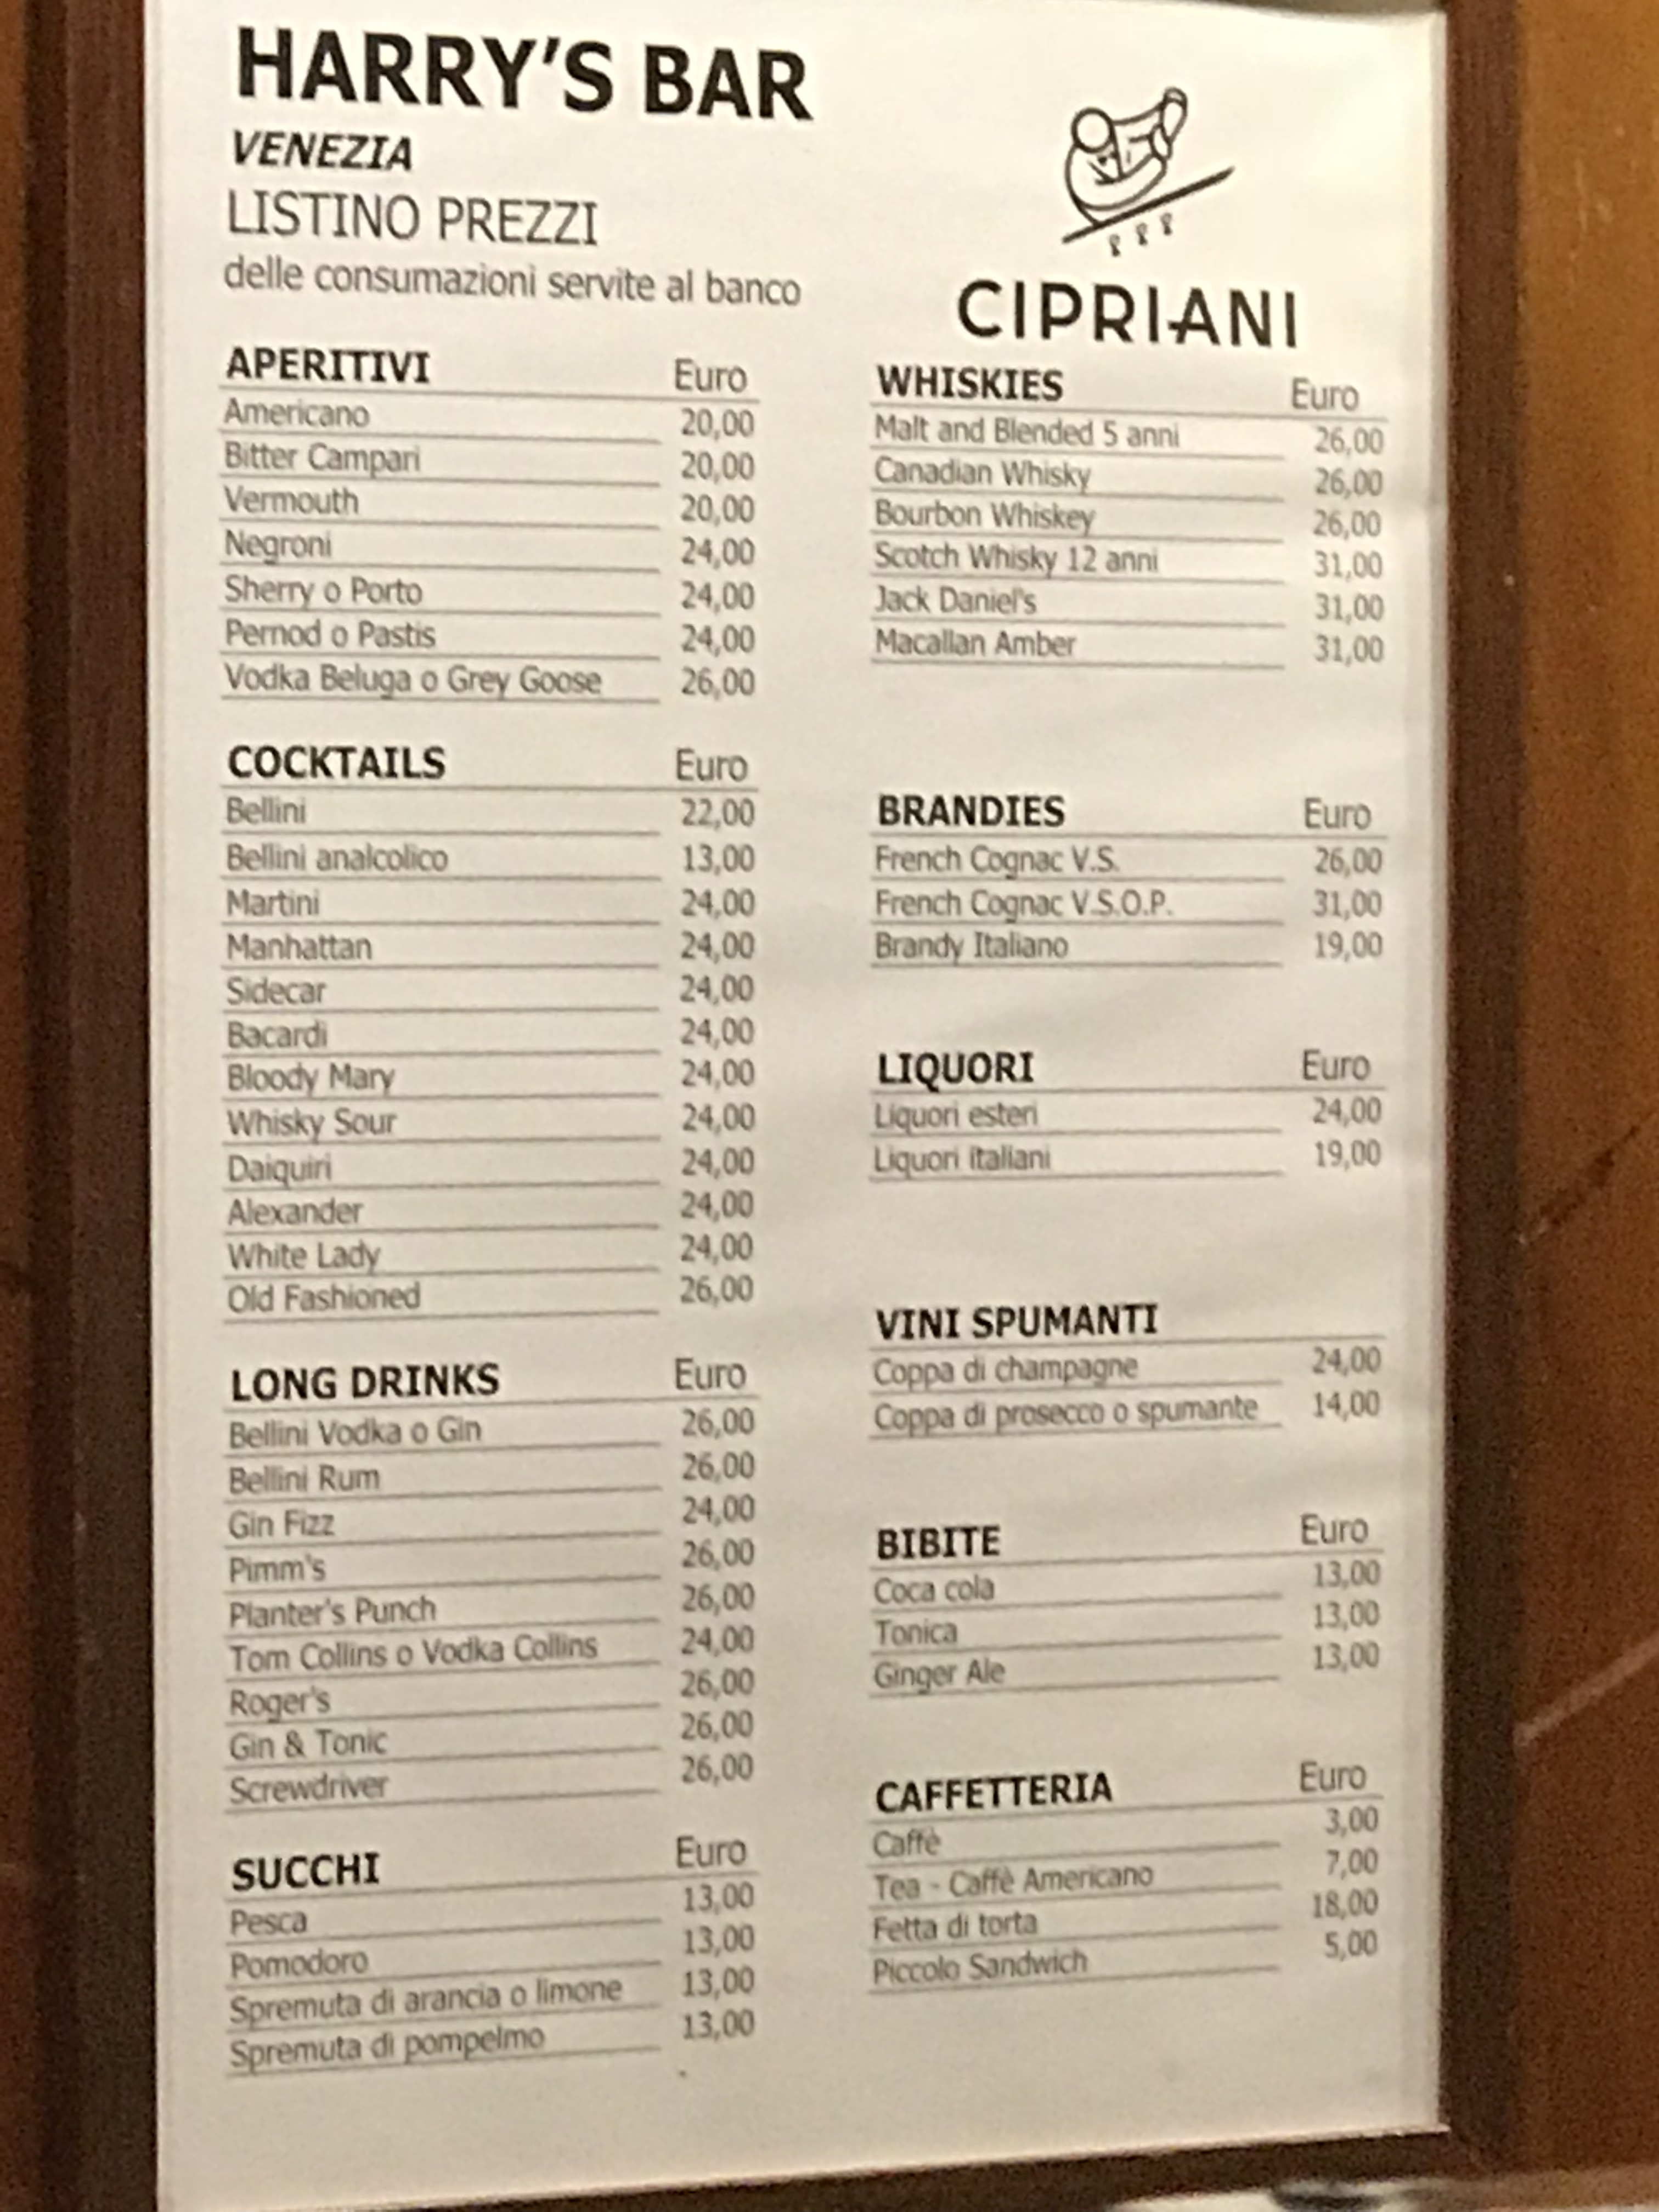 HARRY'S BAR
VENEZIA
LISTINO PREZZI
delle consumazioni servite al banco
APERITIVI Euro
Americano 20,00
Bitter Campari 20,00
Vermouth 20,00
Negroni 24,00
Sherry o Porto 24,00
Pernod o Pastis 24,00
Vodka Beluga o Grey Goose 26,00
COCKTAILS Euro
Bellini 22,00
Bellini analcolico 13,00
Martini 24,00
Manhattan 24,00
Sidecar 24,00
Bacardi 24,00
Bloody Mary 24,00
Whisky Sour 24,00
Daiquiri 24,00
Alexander 24,00
White Lady 24,00
Old Fashioned 26,00
LONG DRINKS Euro
Bellini Vodka o Gin 26,00
Bellini Rum 26,00
Gin Fizz 24,00
Pimm's 26,00
Planter's Punch 26,00
Tom Collins o Vodka Collins 24,00
Roger's 26,00
Gin & Tonic 26,00
Screwdriver 26,00
SUCCHI Euro
Pesca 13,00
Pomodoro 13,00
Spremuta di arancia o limone 13,00
Spremuta di pompelmo 13,00
CIPRIANI
WHISKIES Euro
Malt and Blended 5 anni 26,00
Canadian Whisky 26,00
Bourbon Whiskey 26,00
Scotch Whisky 12 anni 31,00
Jack Daniel's 31,00
Macallan Amber 31,00
BRANDIES Euro
French Cognac V.S. 26,00
French Cognac V.S.O.P. 31,00
Brandy Italiano 19,00
LIQUORI Euro
Liquori esteri 24,00
Liquori italiani 19,00
VINI SPUMANTI
Coppa di champagne 24,00
Coppa di prosecco o spumante 14,00
BIBITE Euro
Coca cola 13,00
Tonica 13,00
Ginger Ale 13,00
CAFFETTERIA Euro
Caffè 3,00
Tea - Caffè Americano 7,00
Fetta di torta 18,00
Piccolo Sandwich 5,00